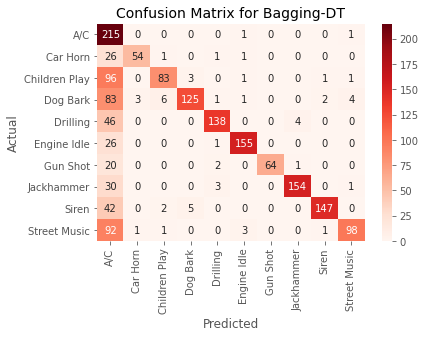 Confusion Matrix for Bagging-DT
Actual
A/C 215 0 0 0 0 1 0 0 0 1
Car Horn 26 54 1 0 1 1 0 0 0 0
Children Play 96 0 83 3 0 1 0 0 1 1
Dog Bark 83 3 6 125 1 1 0 0 2 4
Drilling 46 0 0 0 138 0 0 4 0 0
Engine Idle 26 0 0 0 1 155 0 0 0 0
Gun Shot 20 0 0 0 2 0 64 1 0 0
Jackhammer 30 0 0 0 3 0 0 154 0 1
Siren 42 0 2 5 0 0 0 0 147 0
Street Music 92 1 1 0 0 3 0 0 1 98
A/C Car Horn Children Play Dog Bark Drilling Engine Idle Gun Shot Jackhammer Siren Street Music
Predicted
200
175
150
125
100
75
50
25
0